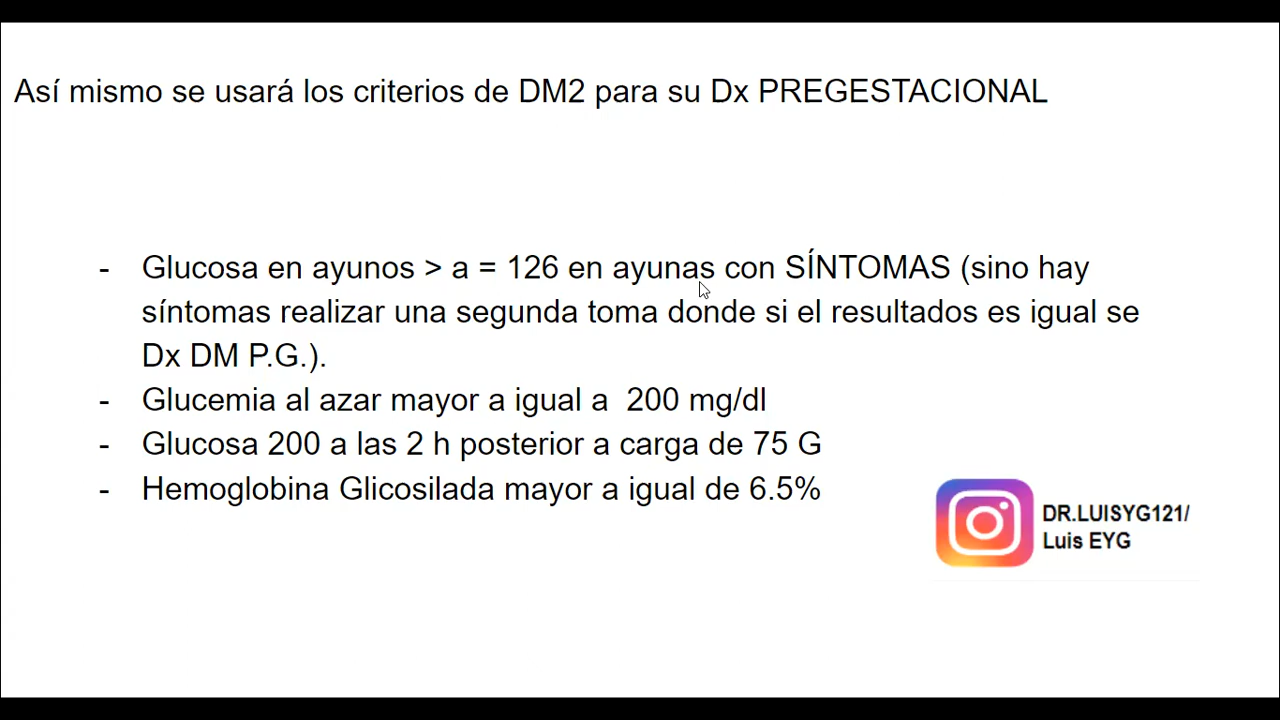 Así mismo se usará los criterios de DM2 para su Dx PREGESTACIONAL
- Glucosa en ayunos > a = 126 en ayunas con SÍNTOMAS (sino hay
síntomas realizar una segunda toma donde si el resultados es igual se
Dx DM P.G.).
- Glucemia al azar mayor a igual a 200 mg/dl
- Glucosa 200 a las 2 h posterior a carga de 75 G
- Hemoglobina Glicosilada mayor a igual de 6.5%
DR.LUISYG121/
Luis EYG